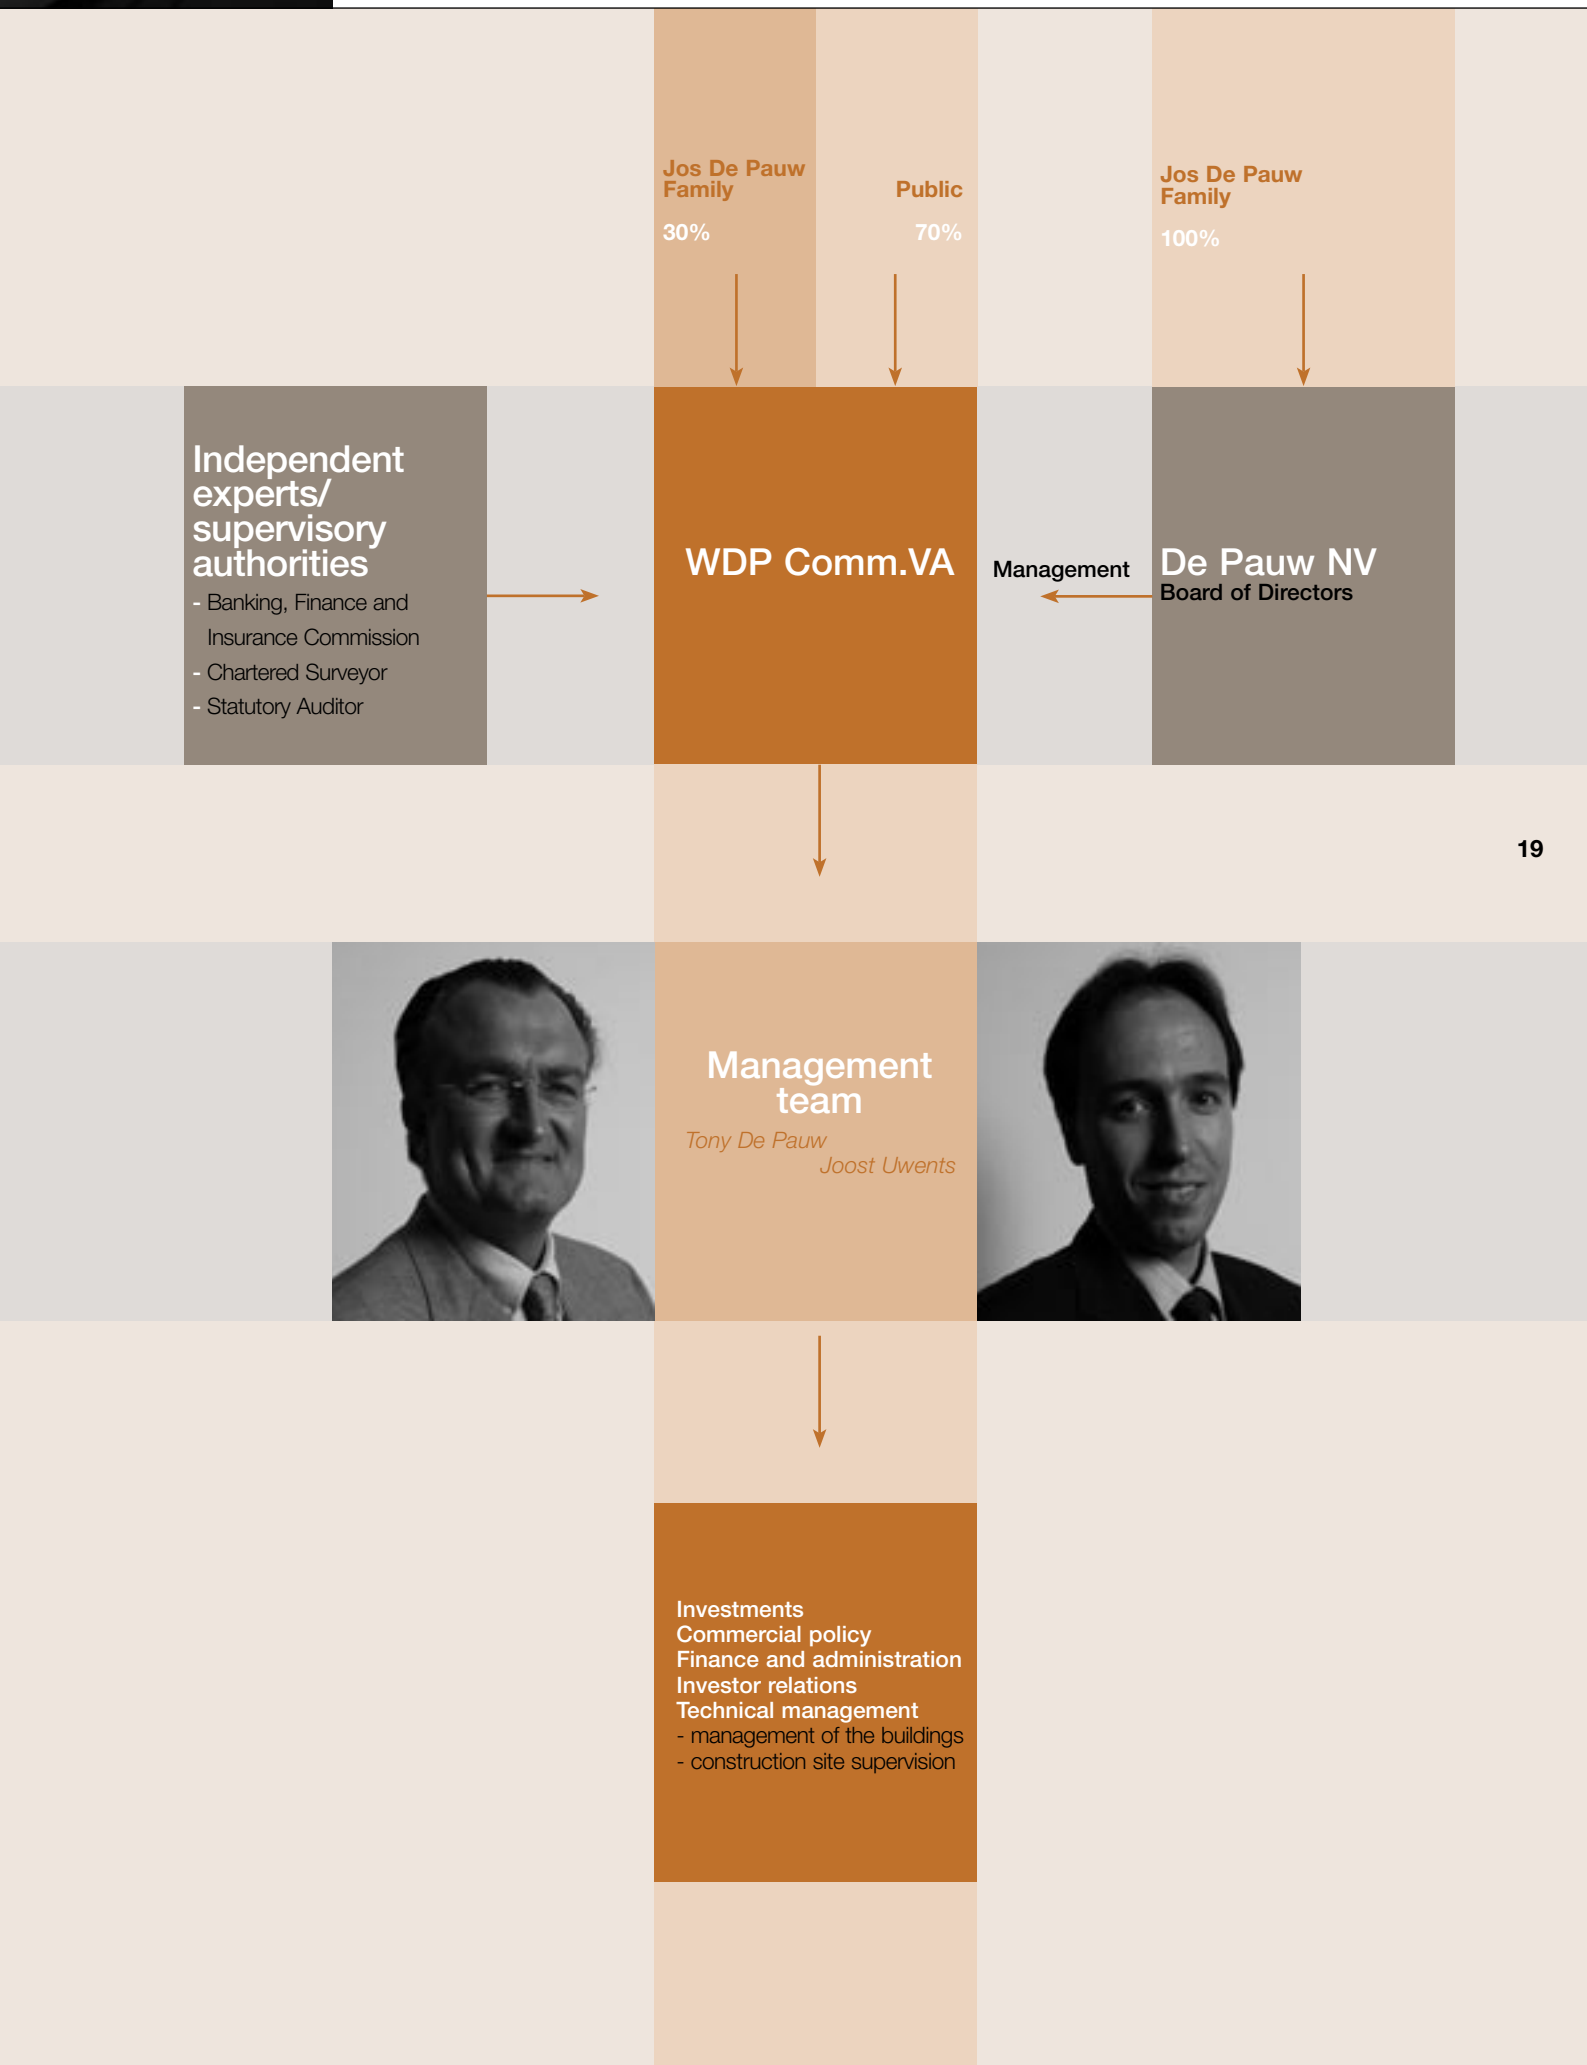 Jos De Pauw
Family
30%
Public
70%
Jos De Pauw
Family
100%
Independent
experts/
supervisory
authorities
- Banking, Finance and
Insurance Commission
- Chartered Surveyor
- Statutory Auditor
WDP Comm.VA
Management
De Pauw NV
Board of Directors
19
Management
team
Tony De Pauw
Joost Uwents
Investments
Commercial policy
Finance and administration
Investor relations
Technical management
- management of the buildings
- construction site supervision